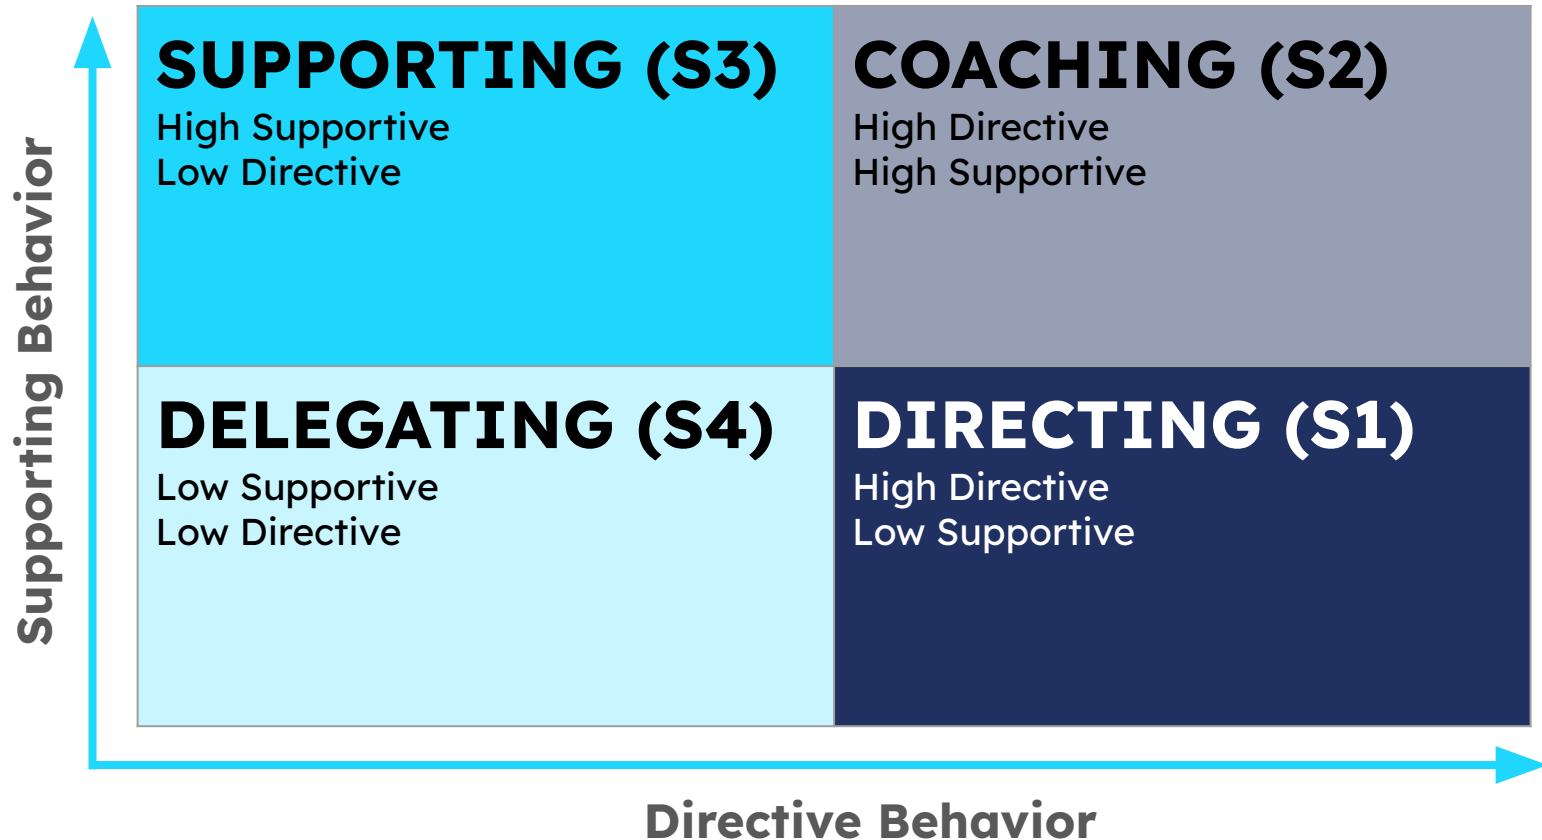 Supporting Behavior
SUPPORTING (S3)
High Supportive
Low Directive
COACHING (S2)
High Directive
High Supportive
DELEGATING (S4)
Low Supportive
Low Directive
DIRECTING (S1)
High Directive
Low Supportive
Directive Behavior